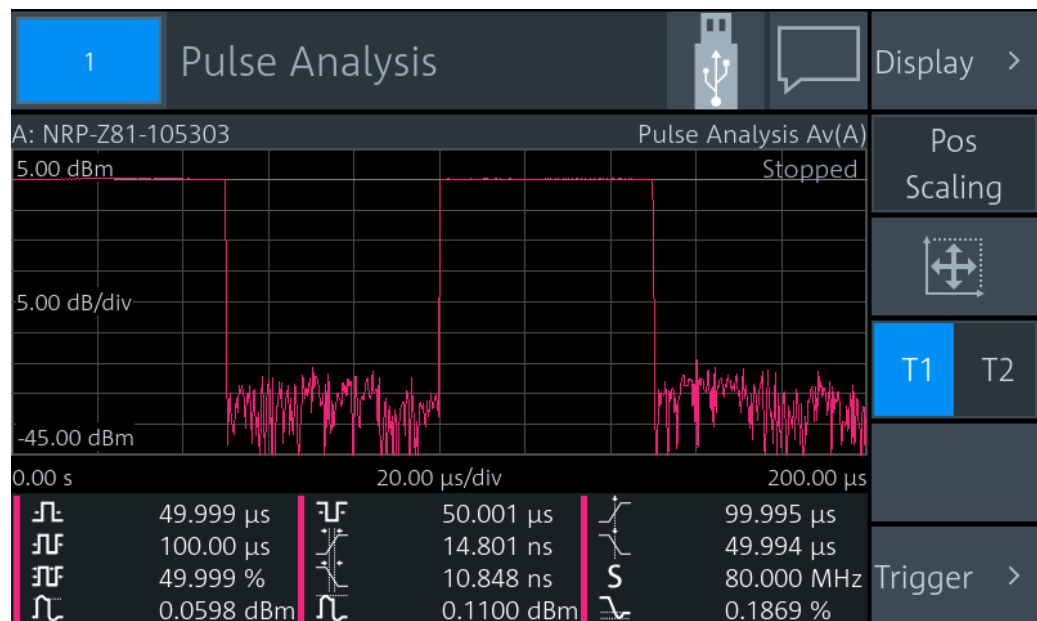 1
Pulse Analysis
Display >
A: NRP-Z81-105303
Pulse Analysis Av(A)
Pos
Scaling
5.00 dBm
Stopped
5.00 dB/div
T1
T2
-45.00 dBm
0.00 s
20.00 µs/div
200.00 µs
49.999 µs
50.001 µs
99.995 µs
100.00 µs
14.801 ns
49.994 µs
49.999 %
10.848 ns
S
80.000 MHz
0.0598 dBm
0.1100 dBm
0.1869 %
Trigger >